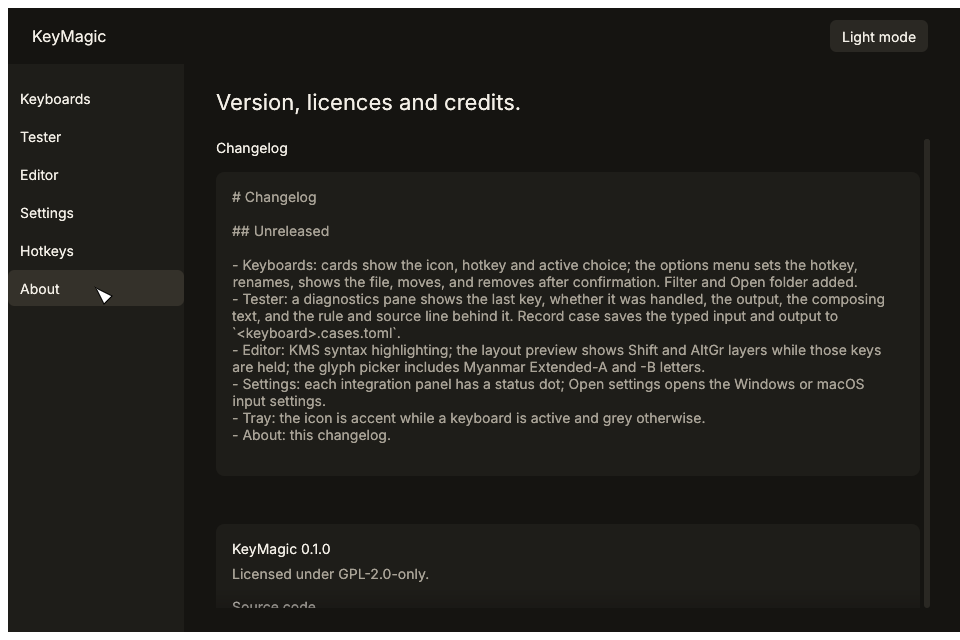 KeyMagic
Light mode
Keyboards
Tester
Editor
Settings
Hotkeys
About
Version, licences and credits.
Changelog
# Changelog
## Unreleased
- Keyboards: cards show the icon, hotkey and active choice; the options menu sets the hotkey,
renames, shows the file, moves, and removes after confirmation. Filter and Open folder added.
- Tester: a diagnostics pane shows the last key, whether it was handled, the output, the composing
text, and the rule and source line behind it. Record case saves the typed input and output to
`<keyboard>.cases.toml`.
- Editor: KMS syntax highlighting; the layout preview shows Shift and AltGr layers while those keys
are held; the glyph picker includes Myanmar Extended-A and -B letters.
- Settings: each integration panel has a status dot; Open settings opens the Windows or macOS
input settings.
- Tray: the icon is accent while a keyboard is active and grey otherwise.
- About: this changelog.
KeyMagic 0.1.0
Licensed under GPL-2.0-only.
Source code